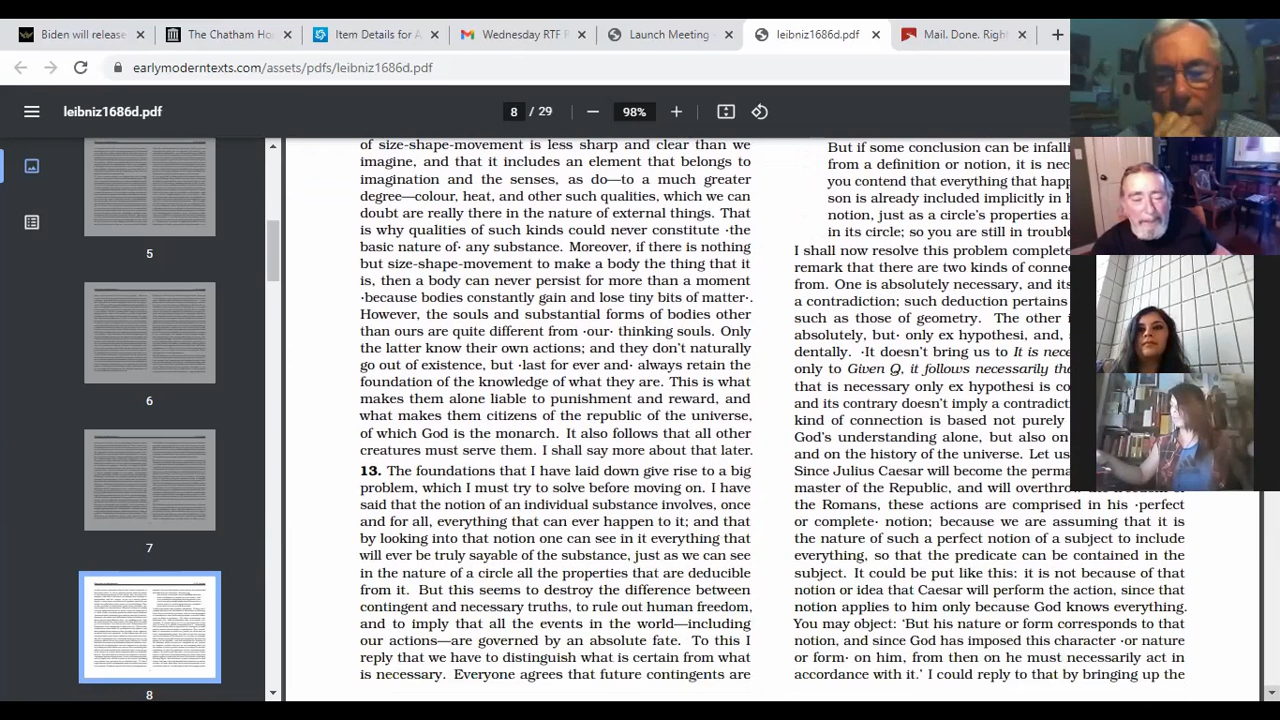 Biden will release
The Chatham Ho
Item Details for A
Wednesday RTF F
Launch Meeting -
leibniz1686d.pdf
Mail. Done. Righ
earlymoderntexts.com/assets/pdfs/leibniz1686d.pdf
leibniz1686d.pdf
8 / 29
98%
5
6
7
8
of size-shape-movement is less sharp and clear than we
imagine, and that it includes an element that belongs to
imagination and the senses, as do—to a much greater
degree—colour, heat, and other such qualities, which we can
doubt are really there in the nature of external things. That
is why qualities of such kinds could never constitute ·the
basic nature of· any substance. Moreover, if there is nothing
but size-shape-movement to make a body the thing that it
is, then a body can never persist for more than a moment
·because bodies constantly gain and lose tiny bits of matter·.
However, the souls and substantial forms of bodies other
than ours are quite different from ·our· thinking souls. Only
the latter know their own actions; and they don't naturally
go out of existence, but ·last for ever and· always retain the
foundation of the knowledge of what they are. This is what
makes them alone liable to punishment and reward, and
what makes them citizens of the republic of the universe,
of which God is the monarch. It also follows that all other
creatures must serve them. I shall say more about that later.
13. The foundations that I have laid down give rise to a big
problem, which I must try to solve before moving on. I have
said that the notion of an individual substance involves, once
and for all, everything that can ever happen to it; and that
by looking into that notion one can see in it everything that
will ever be truly sayable of the substance, just as we can see
in the nature of a circle all the properties that are deducible
from it. But this seems to destroy the difference between
contingent and necessary truths, to rule out human freedom,
and to imply that all the events in the world—including
our actions—are governed by an absolute fate. To this I
reply that we have to distinguish what is certain from what
is necessary. Everyone agrees that future contingents are
But if some conclusion can be infalli
from a definition or notion, it is nec
you contend that everything that happ
son is already included implicitly in h
notion, just as a circle's properties a
in its circle; so you are still in trouble
I shall now resolve this problem complete
remark that there are two kinds of conne
from. One is absolutely necessary, and its
a contradiction; such deduction pertains
such as those of geometry. The other i
absolutely, but· only ex hypothesi, and,
dentally. ·It doesn't bring us to It is nece
only to Given Q, it follows necessarily tha
that is necessary only ex hypothesi is co
and its contrary doesn't imply a contradict
kind of connection is based not purely
God's understanding alone, but also on
and on the history of the universe. Let us
Since Julius Caesar will become the perma
master of the Republic, and will overthr
the Romans, these actions are comprised in his ·perfect
or complete· notion; because we are assuming that it is
the nature of such a perfect notion of a subject to include
everything, so that the predicate can be contained in the
subject. It could be put like this: it is not because of that
notion or idea that Caesar will perform the action, since that
notion applies to him only because God knows everything.
You may object: 'But his nature or form corresponds to that
notion, and since God has imposed this character ·or nature
or form· on him, from then on he must necessarily act in
accordance with it.' I could reply to that by bringing up the